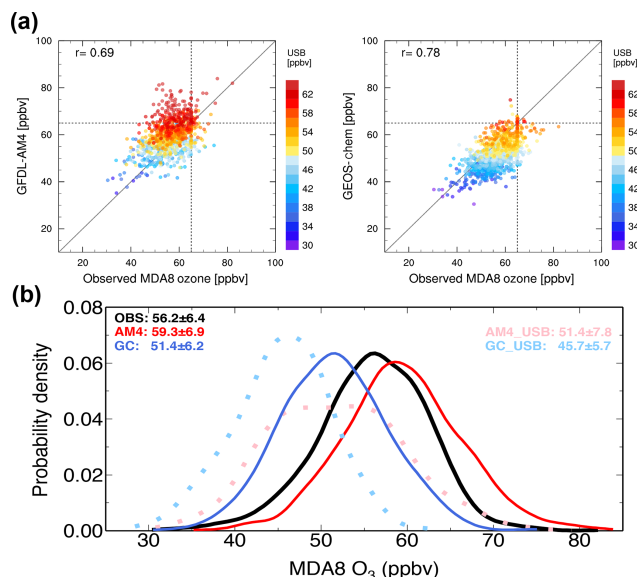 (a)
r= 0.69
GFDL-AM4 [ppbv]
100
80
60
40
20
20 40 60 80 100
Observed MDA8 ozone [ppbv]
USB
[ppbv]
62
58
54
50
46
42
38
34
30
r= 0.78
GEOS-chem [ppbv]
100
80
60
40
20
20 40 60 80 100
Observed MDA8 ozone [ppbv]
USB
[ppbv]
62
58
54
50
46
42
38
34
30
(b)
OBS: 56.2±6.4
AM4: 59.3±6.9
GC: 51.4±6.2
AM4_USB: 51.4±7.8
GC_USB: 45.7±5.7
Probability density
0.08
0.06
0.04
0.02
0.00
30 40 50 60 70 80
MDA8 O3 (ppbv)